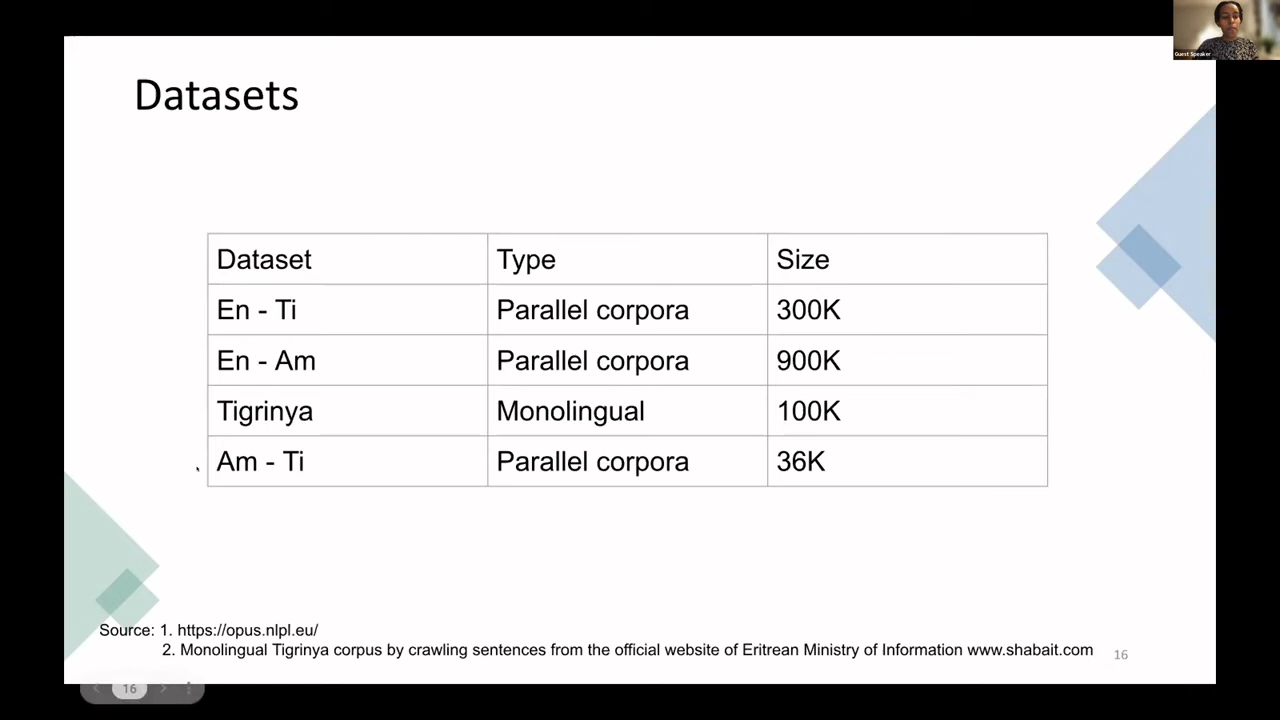 Guest Speaker
Datasets
Dataset Type Size
En - Ti Parallel corpora 300K
En - Am Parallel corpora 900K
Tigrinya Monolingual 100K
Am - Ti Parallel corpora 36K
Source: 1. https://opus.nlpl.eu/
2. Monolingual Tigrinya corpus by crawling sentences from the official website of Eritrean Ministry of Information www.shabait.com
16
16